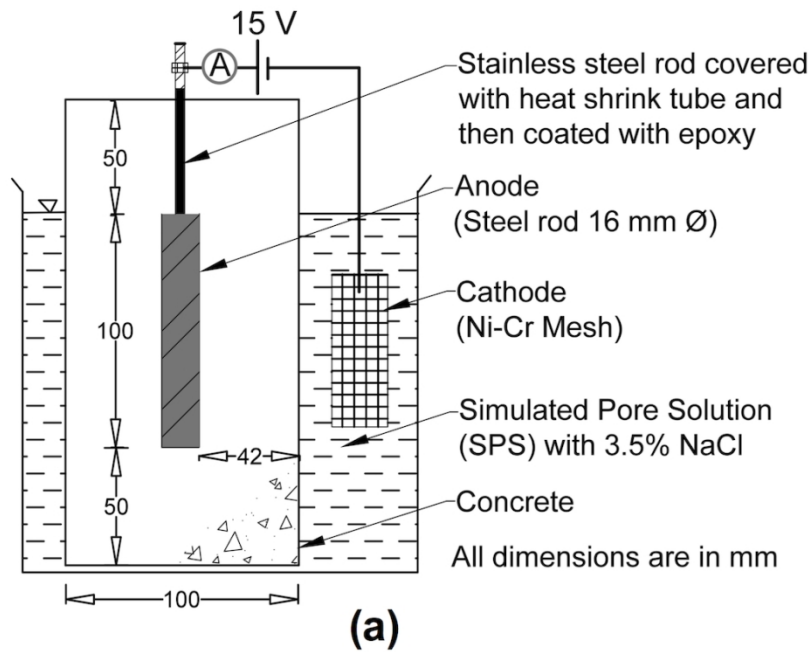 15 V
A
Stainless steel rod covered
with heat shrink tube and
then coated with epoxy
50
Anode
(Steel rod 16 mm Ø)
100
Cathode
(Ni-Cr Mesh)
Simulated Pore Solution
(SPS) with 3.5% NaCl
42
50
Concrete
All dimensions are in mm
100
(a)